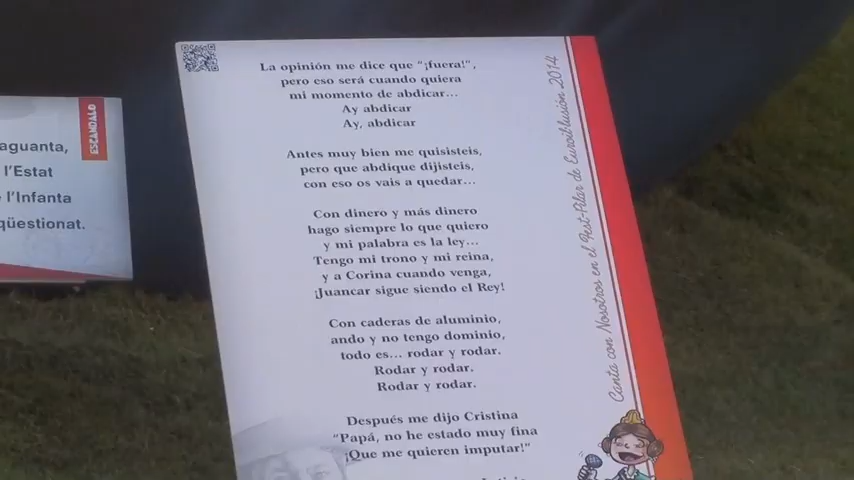 La opinión me dice que "¡fuera!",
pero eso será cuando quiera
mi momento de abdicar...
Ay abdicar
Ay, abdicar
Antes muy bien me quisisteis,
pero que abdique dijisteis,
con eso os vais a quedar...
Con dinero y más dinero
hago siempre lo que quiero
y mi palabra es la ley...
Tengo mi trono y mi reina,
y a Corina cuando venga,
¡Juancar sigue siendo el Rey!
Con caderas de aluminio,
ando y no tengo dominio,
todo es... rodar y rodar.
Rodar y rodar.
Rodar y rodar.
Después me dijo Cristina
"Papá, no he estado muy fina
¡Que me quieren imputar!"
Canta con Nosotros en el Fest-Filar de Euroiblusión 2014
aguanta,
l'Estat
l'Infanta
qüestionat.
ESCÁNDALO